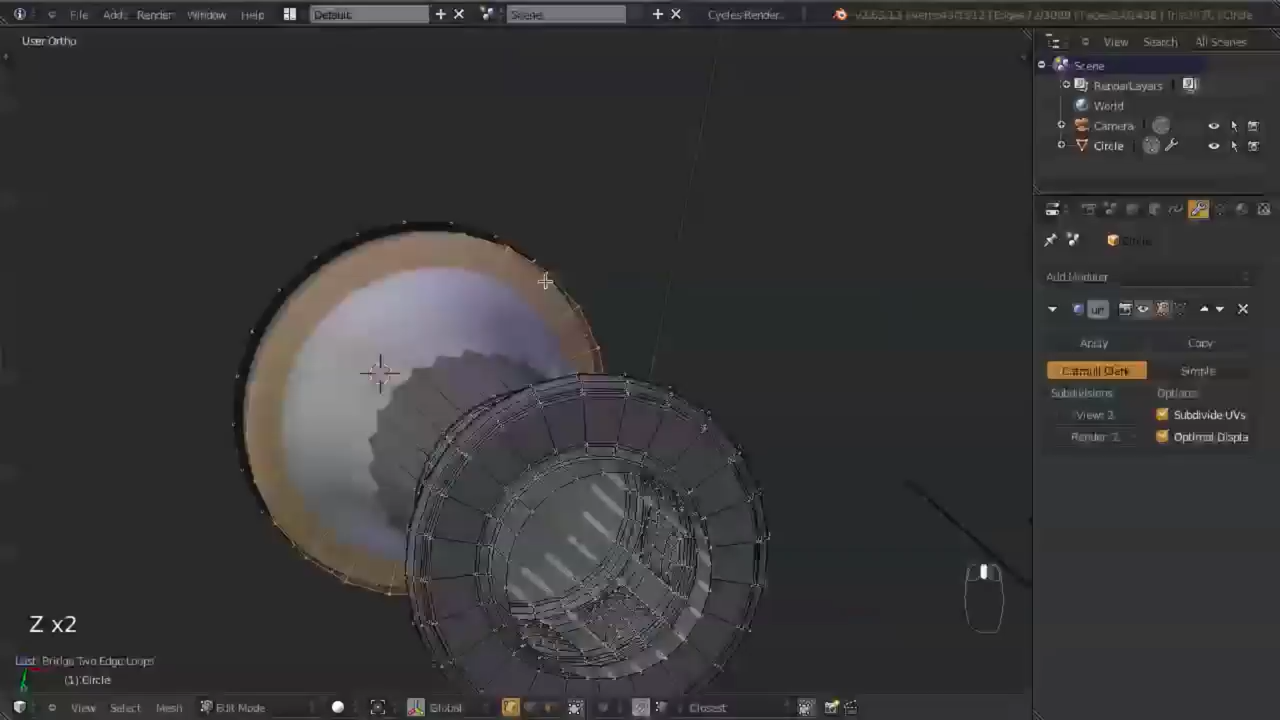 File Add Render Window Help Default Scene Cycles Render
User Ortho
View Search All Scenes
Scene
RenderLayers
World
Camera
Circle
Circle
Add Modifier
Apply Copy
Catmull-Clark Simple
Subdivisions Options:
View: 2 Subdivide UVs
Render: 2 Optimal Displa
Z x2
Last: Bridge Two Edge Loops
(1) Circle
View Select Mesh Edit Mode Global Closest